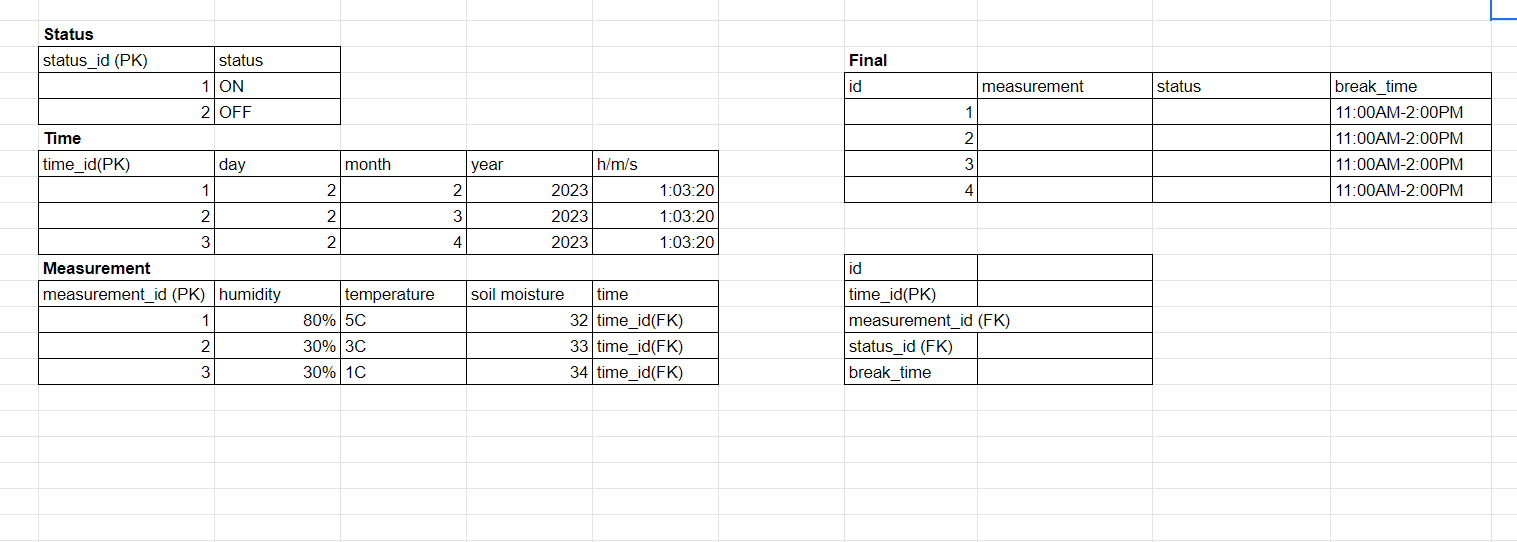 Status
status_id (PK) status
1 ON
2 OFF
Time
time_id(PK) day month year h/m/s
1 2 2 2023 1:03:20
2 2 3 2023 1:03:20
3 2 4 2023 1:03:20
Measurement
measurement_id (PK) humidity temperature soil moisture time
1 80% 5C 32 time_id(FK)
2 30% 3C 33 time_id(FK)
3 30% 1C 34 time_id(FK)
Final
id measurement status break_time
1 11:00AM-2:00PM
2 11:00AM-2:00PM
3 11:00AM-2:00PM
4 11:00AM-2:00PM
id
time_id(PK)
measurement_id (FK)
status_id (FK)
break_time